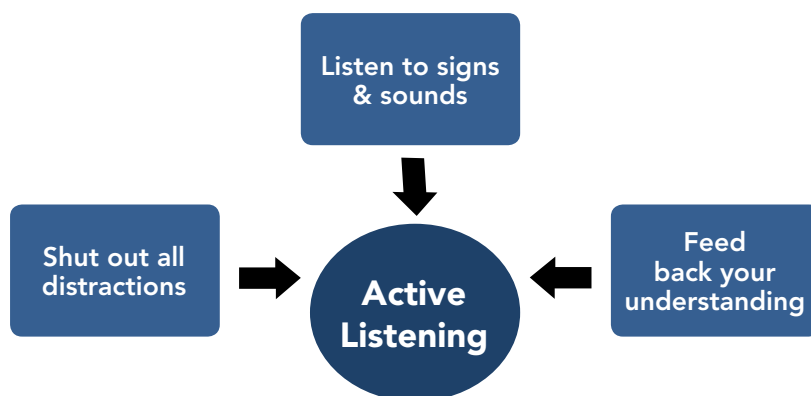 Listen to signs
& sounds
Shut out all
distractions
Active
Listening
Feed
back your
understanding